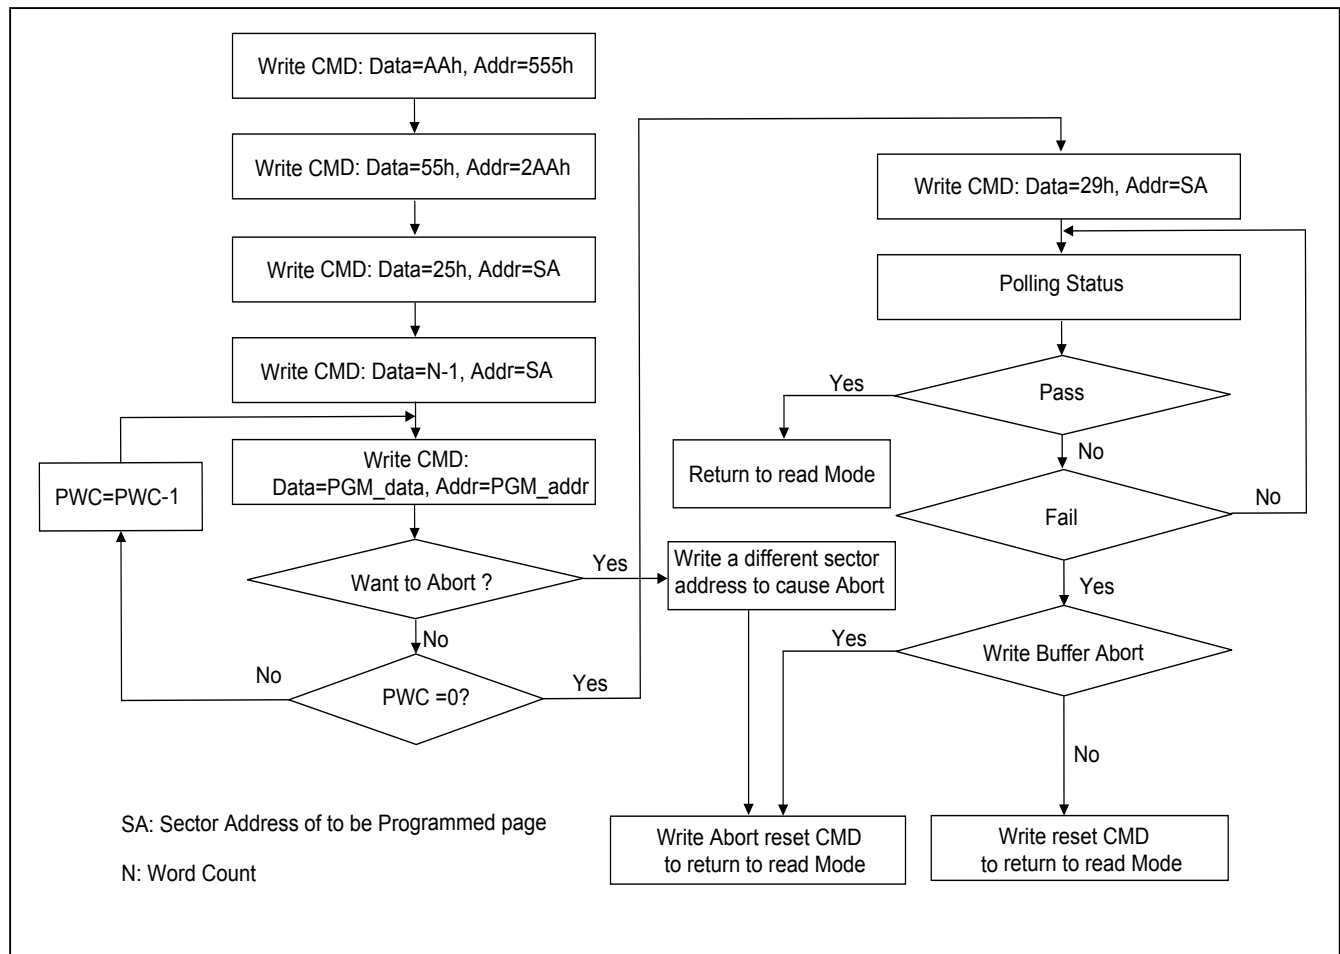 Write CMD: Data=AAh, Addr=555h
Write CMD: Data=55h, Addr=2AAh
Write CMD: Data=25h, Addr=SA
Write CMD: Data=N-1, Addr=SA
Write CMD:
Data=PGM_data, Addr=PGM_addr
PWC=PWC-1
Want to Abort ?
Yes
No
Write a different sector
address to cause Abort
PWC =0?
No
Yes
Write CMD: Data=29h, Addr=SA
Polling Status
Pass
Yes
No
Return to read Mode
Fail
No
Yes
Write Buffer Abort
Yes
No
Write Abort reset CMD
to return to read Mode
Write reset CMD
to return to read Mode
SA: Sector Address of to be Programmed page
N: Word Count